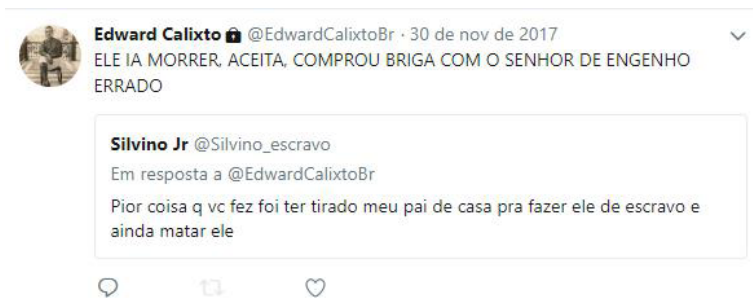 Edward Calixto @EdwardCalixtoBr · 30 de nov de 2017
ELE IA MORRER, ACEITA, COMPROU BRIGA COM O SENHOR DE ENGENHO
ERRADO
Silvino Jr @Silvino_escravo
Em resposta a @EdwardCalixtoBr
Pior coisa q vc fez foi ter tirado meu pai de casa pra fazer ele de escravo e
ainda matar ele